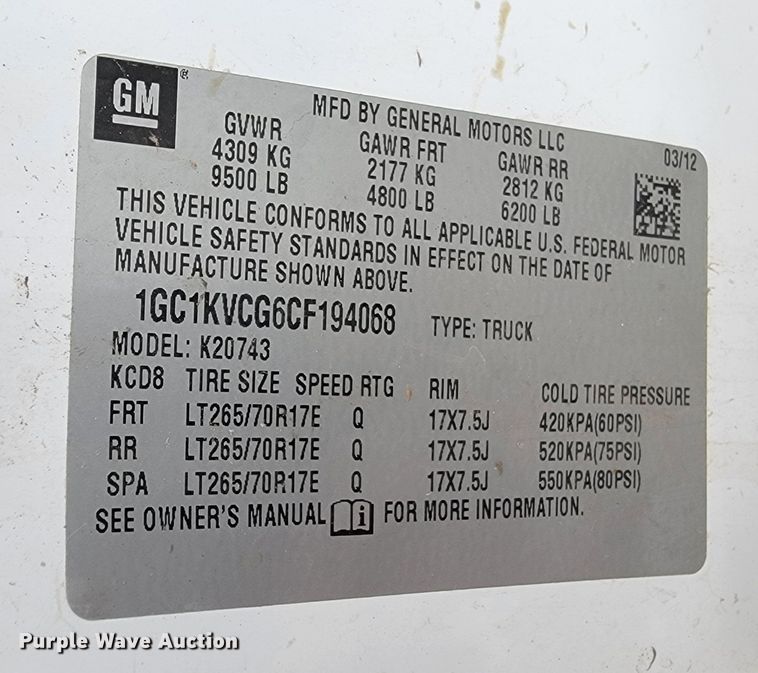 GM
®
MFD BY GENERAL MOTORS LLC
03/12
GVWR GAWR FRT GAWR RR
4309 KG 2177 KG 2812 KG
9500 LB 4800 LB 6200 LB
THIS VEHICLE CONFORMS TO ALL APPLICABLE U.S. FEDERAL MOTOR
VEHICLE SAFETY STANDARDS IN EFFECT ON THE DATE OF
MANUFACTURE SHOWN ABOVE.
1GC1KVCG6CF194068 TYPE: TRUCK
MODEL: K20743
KCD8 TIRE SIZE SPEED RTG RIM COLD TIRE PRESSURE
FRT LT265/70R17E Q 17X7.5J 420KPA(60PSI)
RR LT265/70R17E Q 17X7.5J 520KPA(75PSI)
SPA LT265/70R17E Q 17X7.5J 550KPA(80PSI)
SEE OWNER'S MANUAL i FOR MORE INFORMATION.
Purple Wave Auction